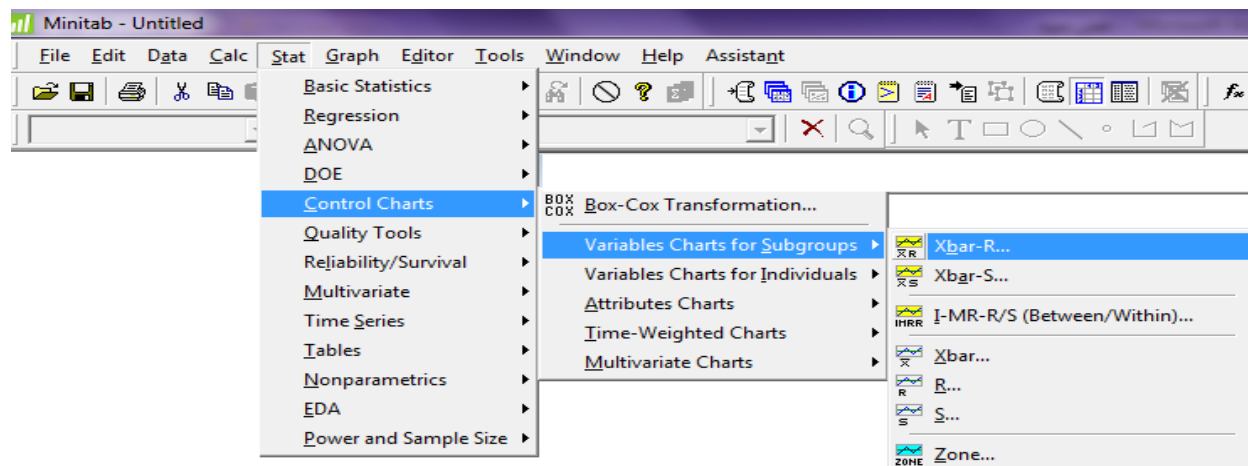 Minitab - Untitled
File Edit Data Calc Stat Graph Editor Tools Window Help Assistant
Basic Statistics
Regression
ANOVA
DOE
Control Charts
Quality Tools
Reliability/Survival
Multivariate
Time Series
Tables
Nonparametrics
EDA
Power and Sample Size
BOX COX Box-Cox Transformation...
Variables Charts for Subgroups
Variables Charts for Individuals
Attributes Charts
Time-Weighted Charts
Multivariate Charts
Xbar-R...
Xbar-S...
I-MR-R/S (Between/Within)...
Xbar...
R...
S...
ZONE Zone...